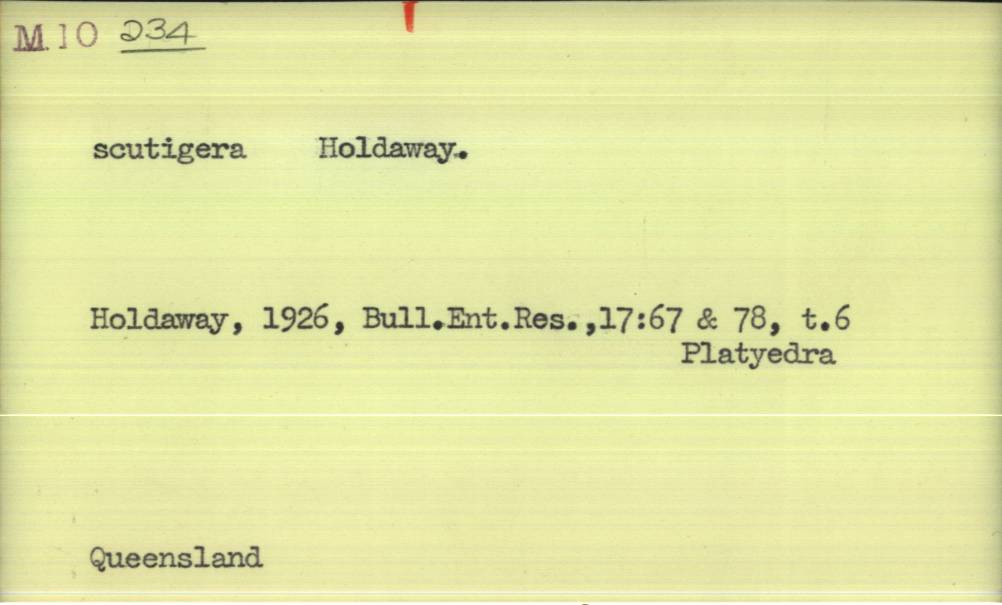 M.10 234
scutigera Holdaway.
Holdaway, 1926, Bull.Ent.Res.,17:67 & 78, t.6
Platyedra
Queensland